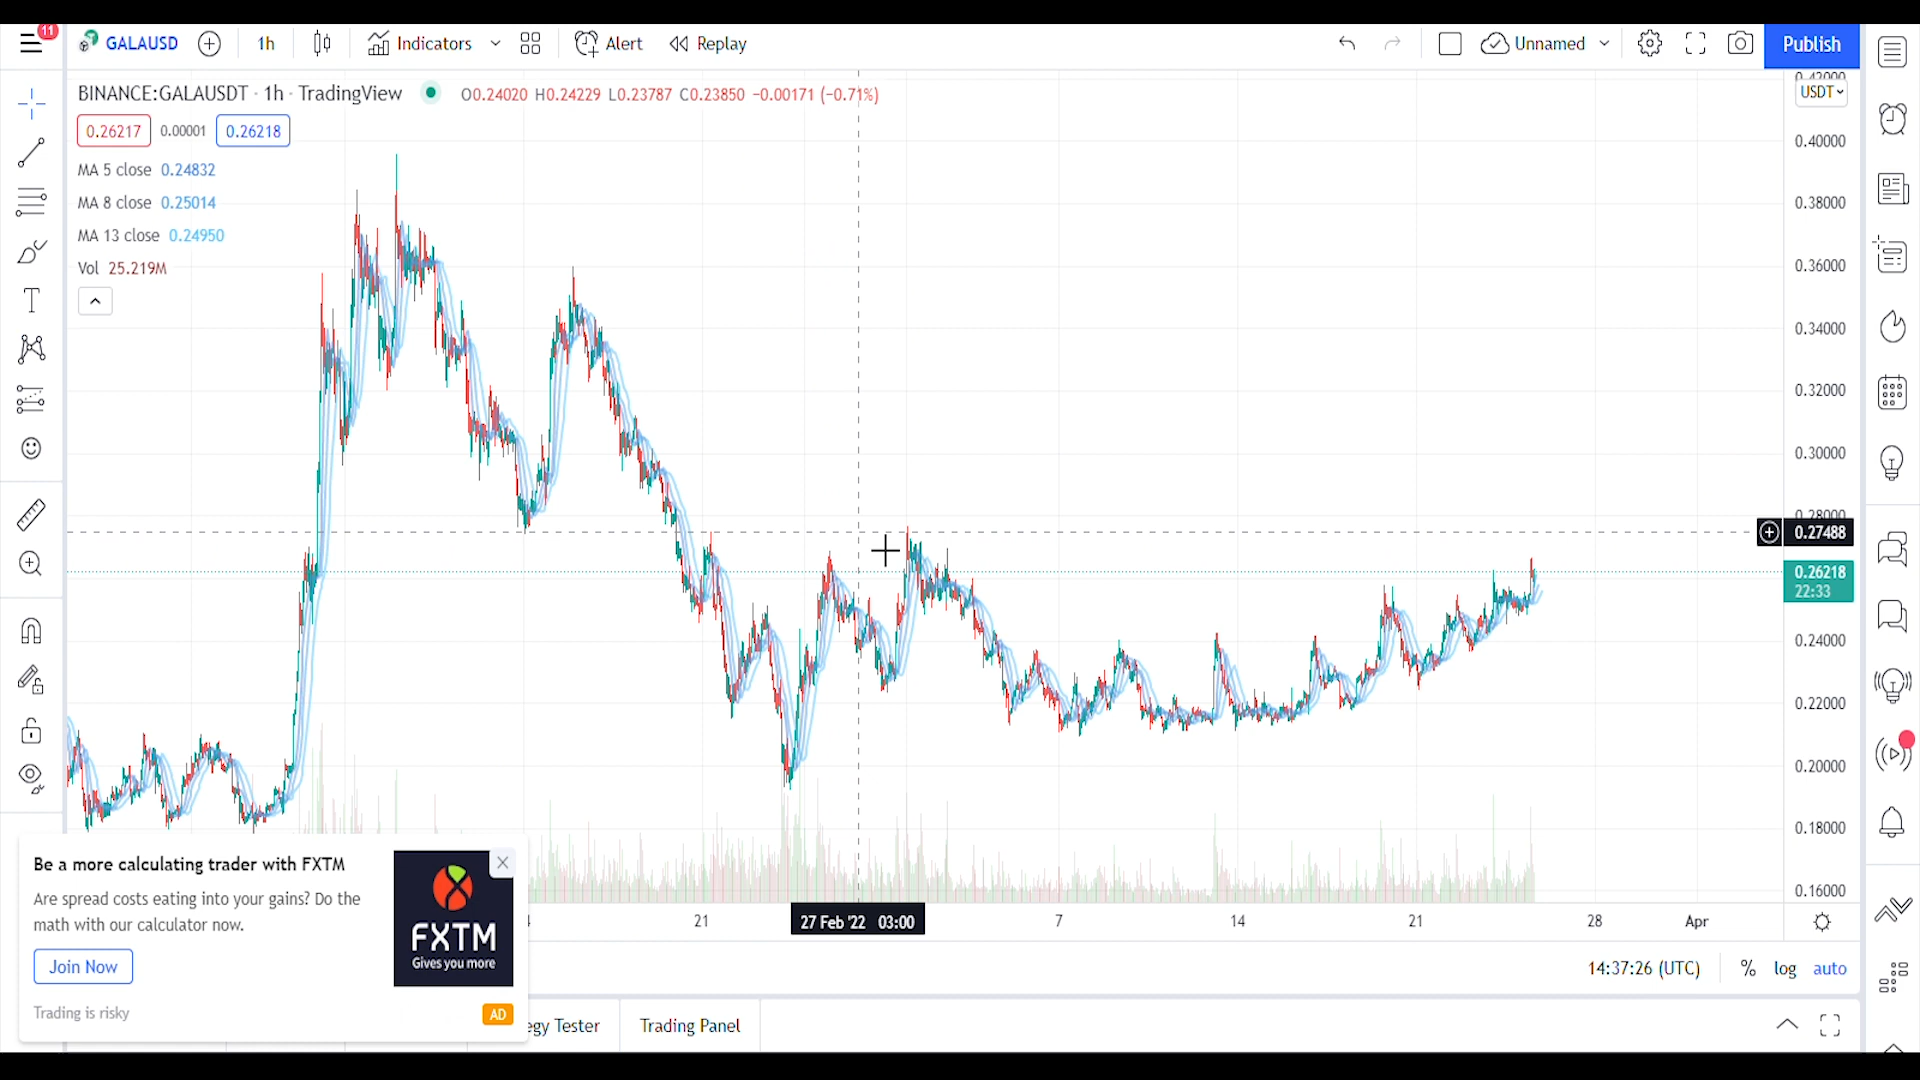 11
GALAUSD
1h
Indicators
Alert
Replay
Unnamed
Publish
BINANCE:GALAUSDT · 1h · TradingView
O0.24020 H0.24229 L0.23787 C0.23850 −0.00171 (−0.71%)
0.26217 0.00001 0.26218
MA 5 close 0.24832
MA 8 close 0.25014
MA 13 close 0.24950
Vol 25.219M
0.42000
USDT
0.40000
0.38000
0.36000
0.34000
0.32000
0.30000
0.28000
0.27488
0.26218
22:33
0.24000
0.22000
0.20000
0.18000
0.16000
21
27 Feb '22 03:00
7
14
21
28
Apr
Be a more calculating trader with FXTM
Are spread costs eating into your gains? Do the
math with our calculator now.
Join Now
Trading is risky
FXTM
Gives you more
AD
14:37:26 (UTC)
%
log
auto
egy Tester
Trading Panel